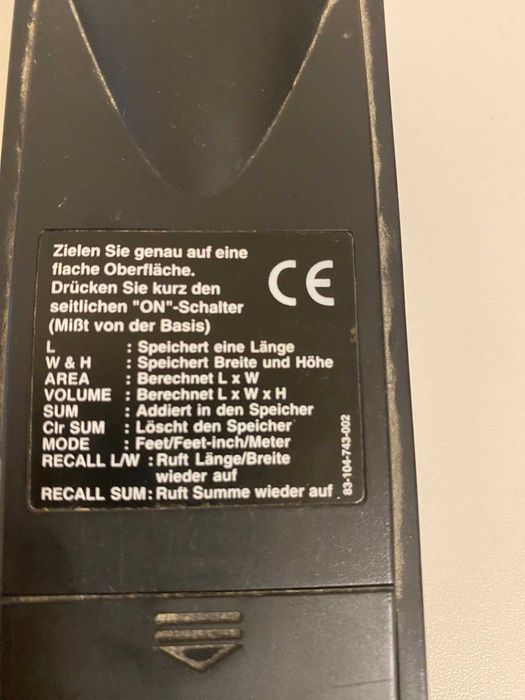 Zielen Sie genau auf eine
flache Oberfläche.
Drücken Sie kurz den
seitlichen "ON"-Schalter
(Mißt von der Basis)
CE
L : Speichert eine Länge
W & H : Speichert Breite und Höhe
AREA : Berechnet L x W
VOLUME : Berechnet L x W x H
SUM : Addiert in den Speicher
Clr SUM : Löscht den Speicher
MODE : Feet/Feet-inch/Meter
RECALL L/W : Ruft Länge/Breite
wieder auf
RECALL SUM: Ruft Summe wieder auf
83-104-743-002